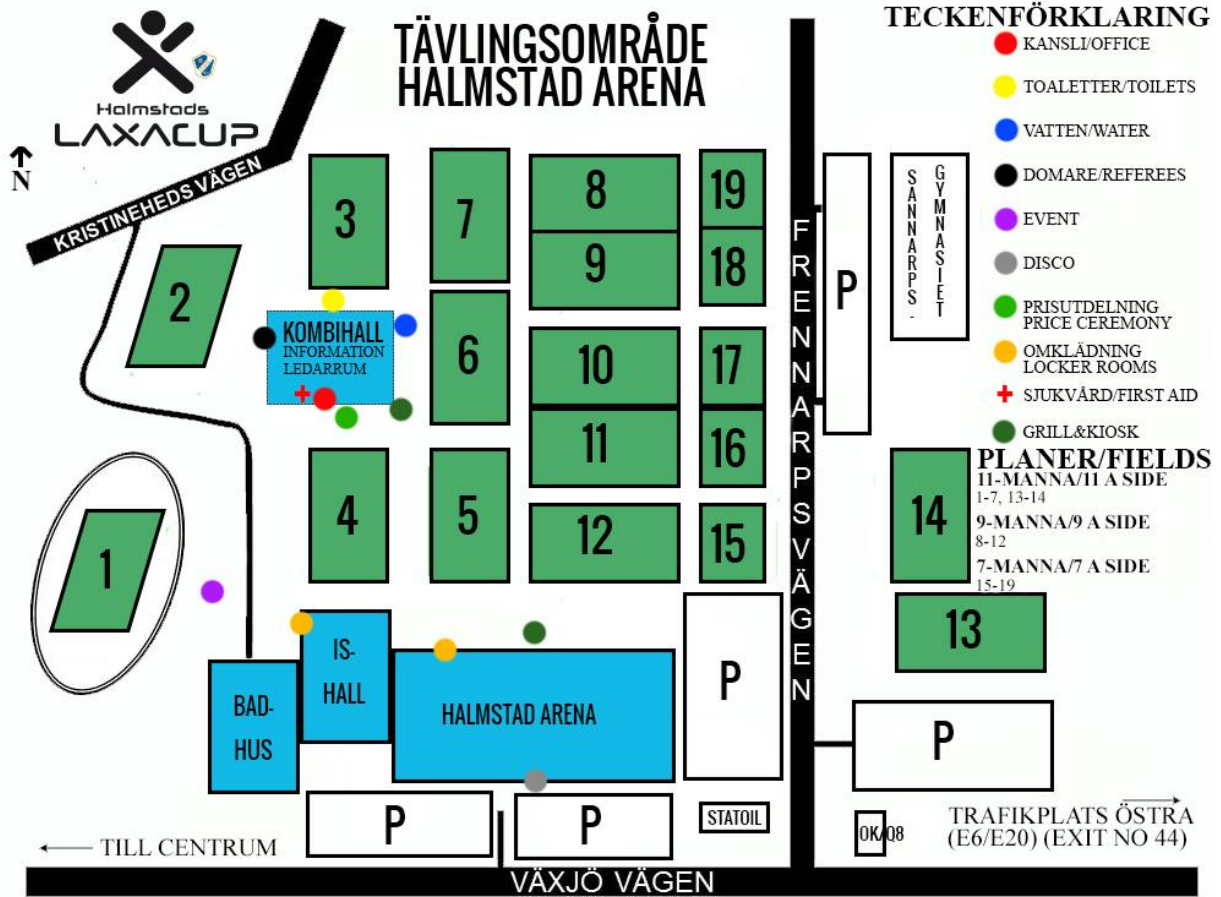 Halmstads
LAXACUP
TÄVLINGSOMRÅDE
HALMSTAD ARENA
TECKENFÖRKLARING
KANSLI/OFFICE
TOALETTER/TOILETS
VATTEN/WATER
DOMARE/REFEREES
EVENT
DISCO
PRISUTDELNING
PRICE CEREMONY
OMKLÄDNING
LOCKER ROOMS
SJUKVÅRD/FIRST AID
GRILL&KIOSK
PLANER/FIELDS
11-MANNA/11 A SIDE
1-7, 13-14
9-MANNA/9 A SIDE
8-12
7-MANNA/7 A SIDE
15-19
N
KRISTINEHEDS VÄGEN
3
7
8
19
2
9
18
KOMBIHALL
INFORMATION
LEDARRUM
6
10
17
11
16
4
5
12
15
1
FRENNARPSVÄGEN
P
SANNARPS-
GYMNASIET
14
13
IS-
HALL
BAD-
HUS
HALMSTAD ARENA
P
P
P
P
STATOIL
OK/Q8
TILL CENTRUM
TRAFIKPLATS ÖSTRA
(E6/E20) (EXIT NO 44)
VÄXJÖ VÄGEN